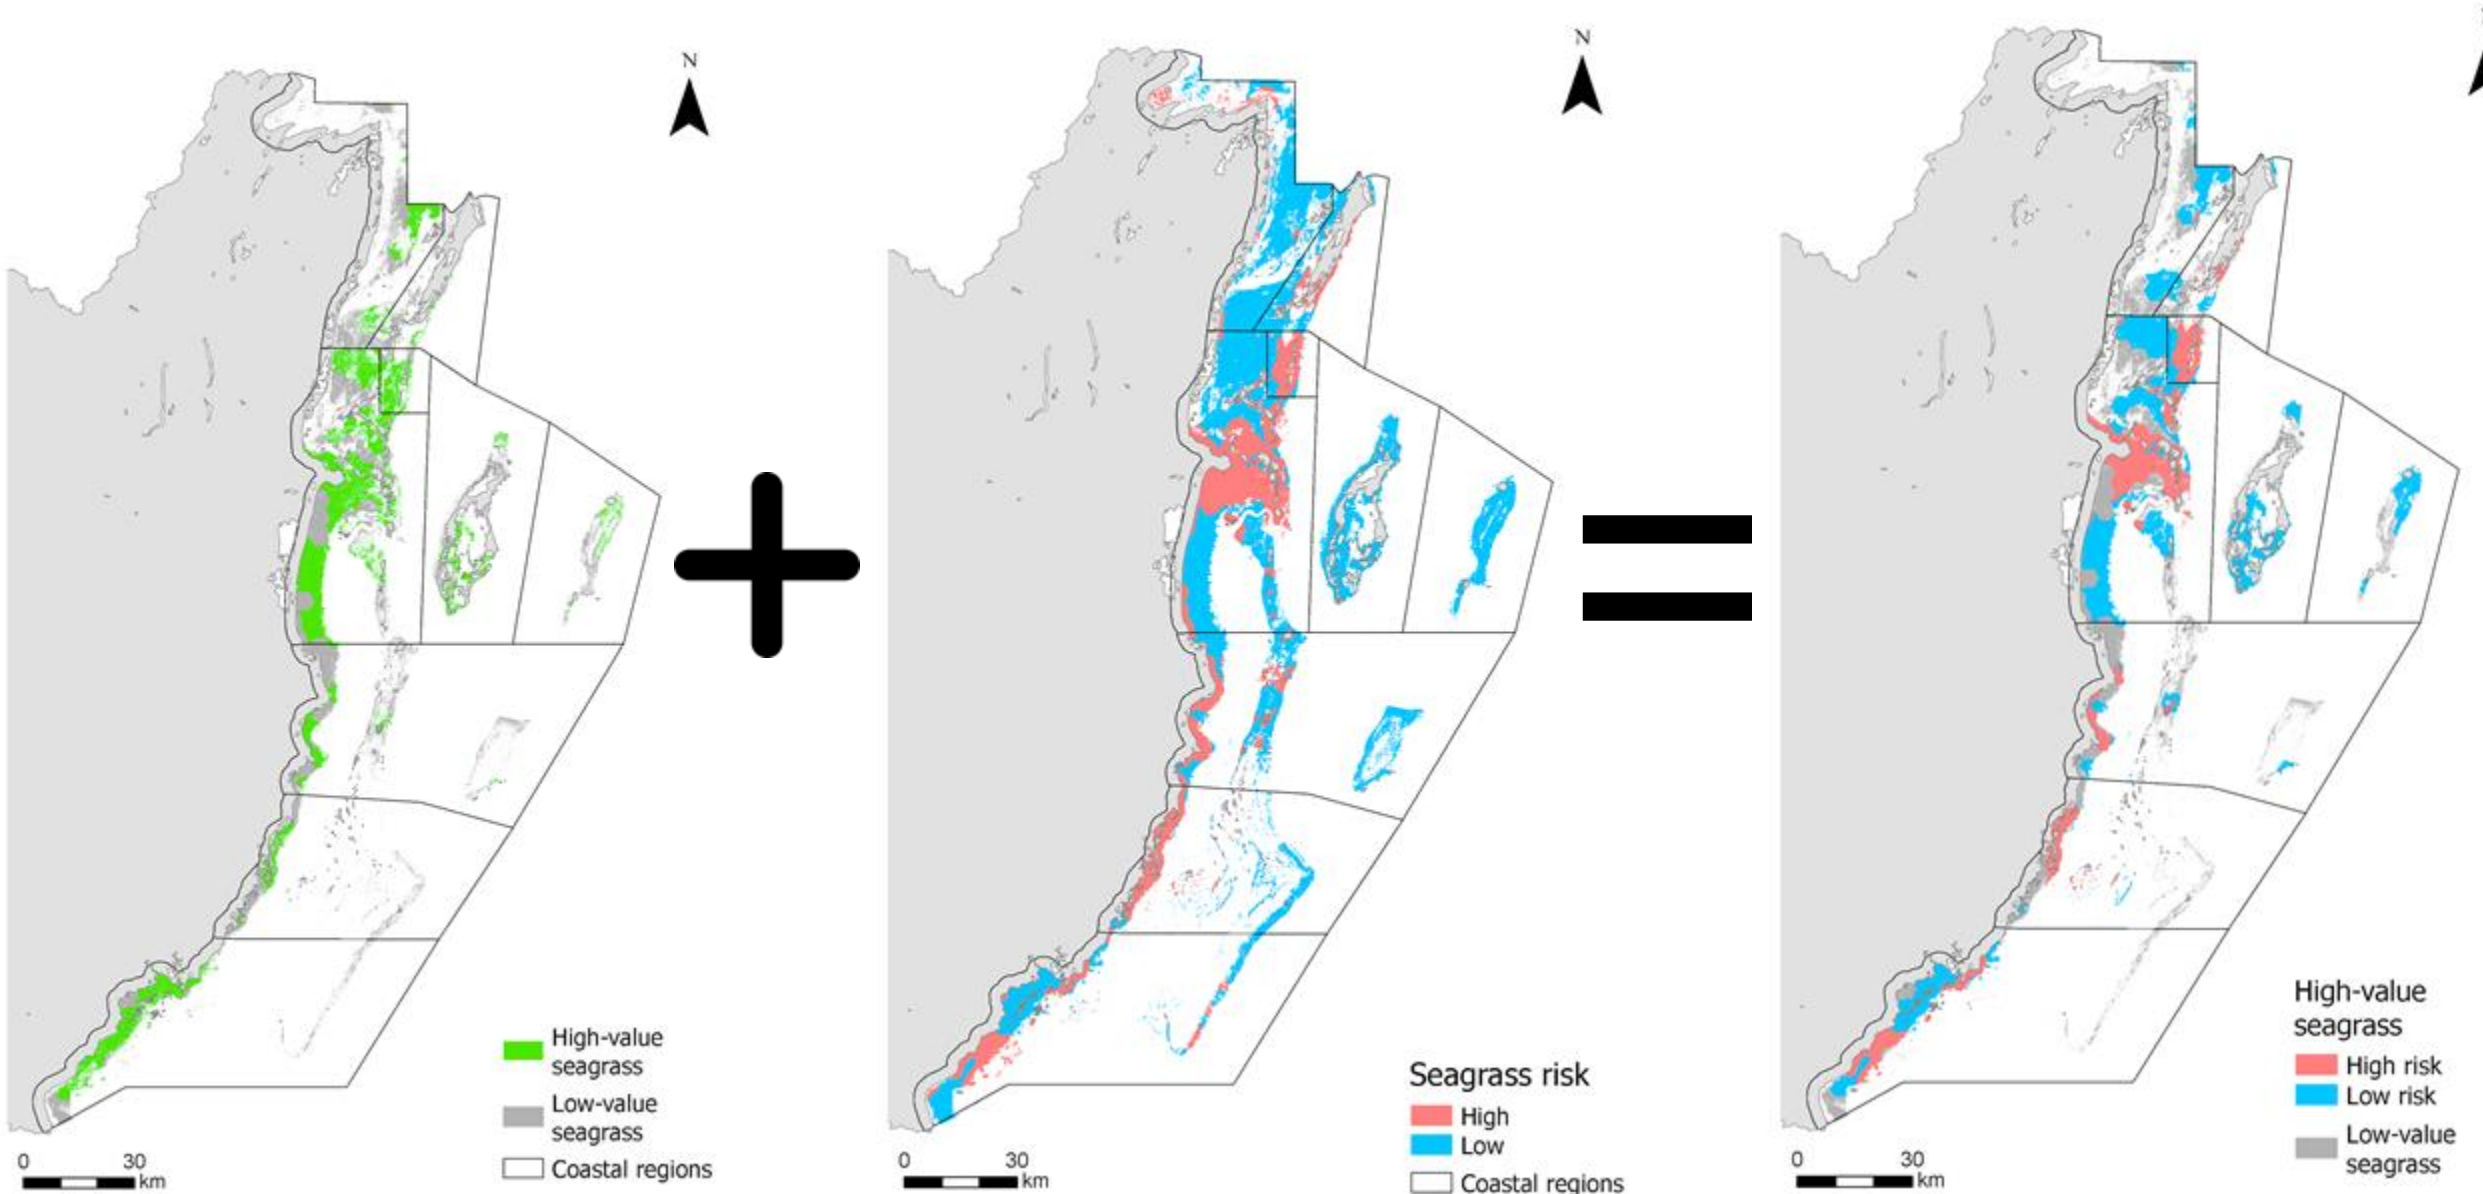 N
High-value
seagrass
Low-value
seagrass
Coastal regions
0 30
km
N
Seagrass risk
High
Low
Coastal regions
0 30
km
High-value
seagrass
High risk
Low risk
Low-value
seagrass
0 30
km